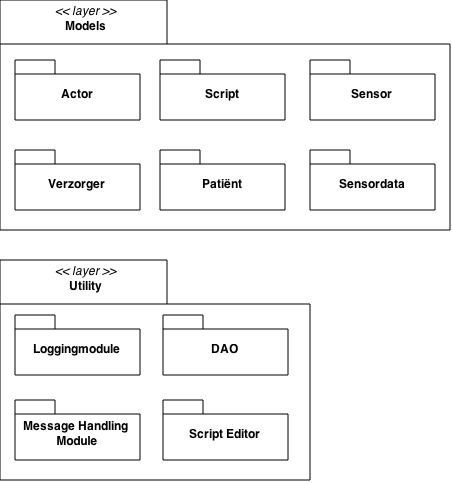 << layer >>
Models
Actor
Script
Sensor
Verzorger
Patiënt
Sensordata
<< layer >>
Utility
Loggingmodule
DAO
Message Handling
Module
Script Editor